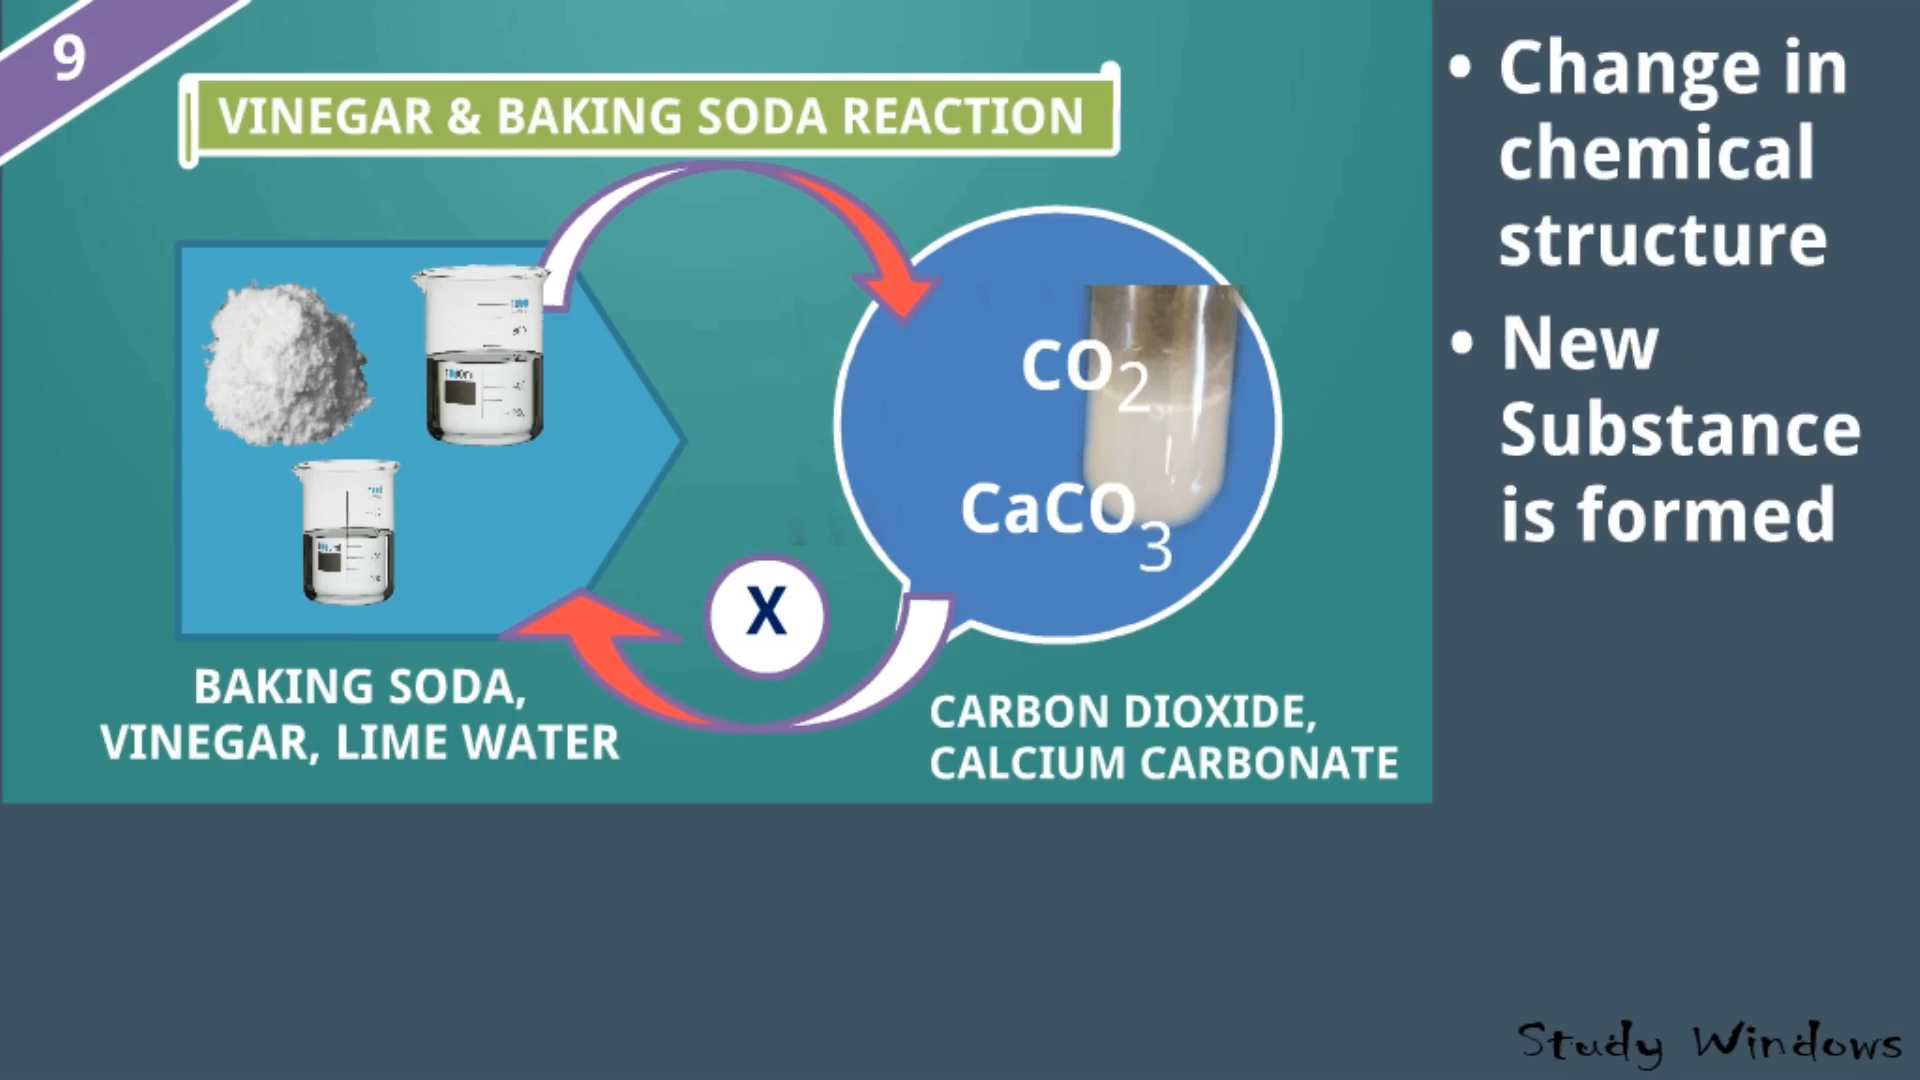 9
VINEGAR & BAKING SODA REACTION
CO2
CaCO3
X
BAKING SODA,
VINEGAR, LIME WATER
CARBON DIOXIDE,
CALCIUM CARBONATE
• Change in
chemical
structure
• New
Substance
is formed
Study Windows